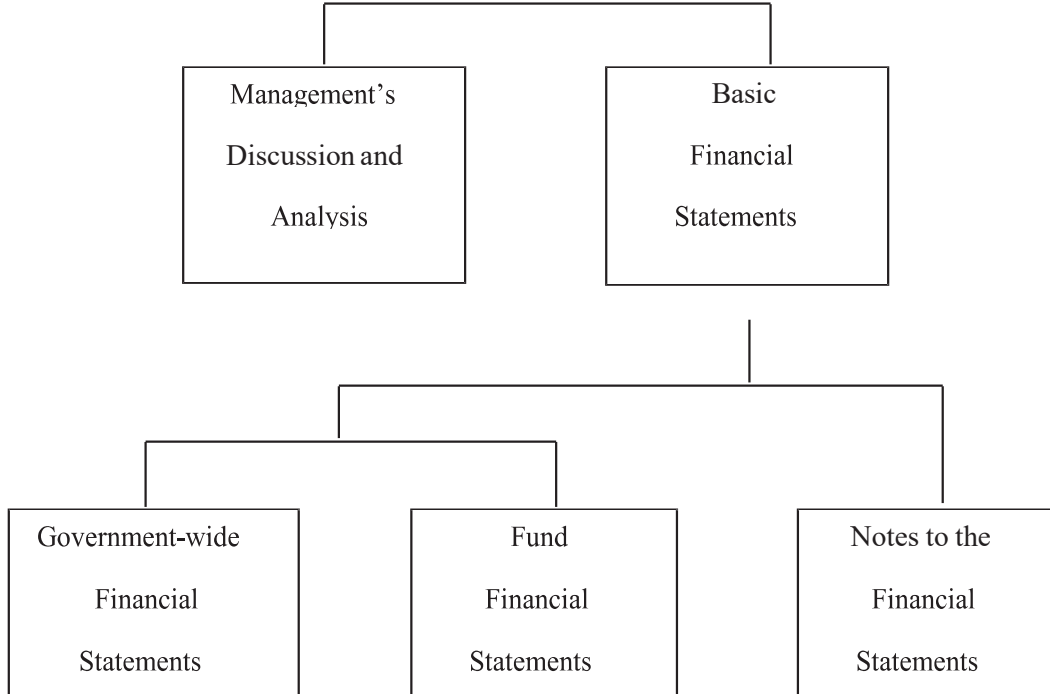 Management’s
Discussion and
Analysis
Basic
Financial
Statements
Government-wide
Financial
Statements
Fund
Financial
Statements
Notes to the
Financial
Statements